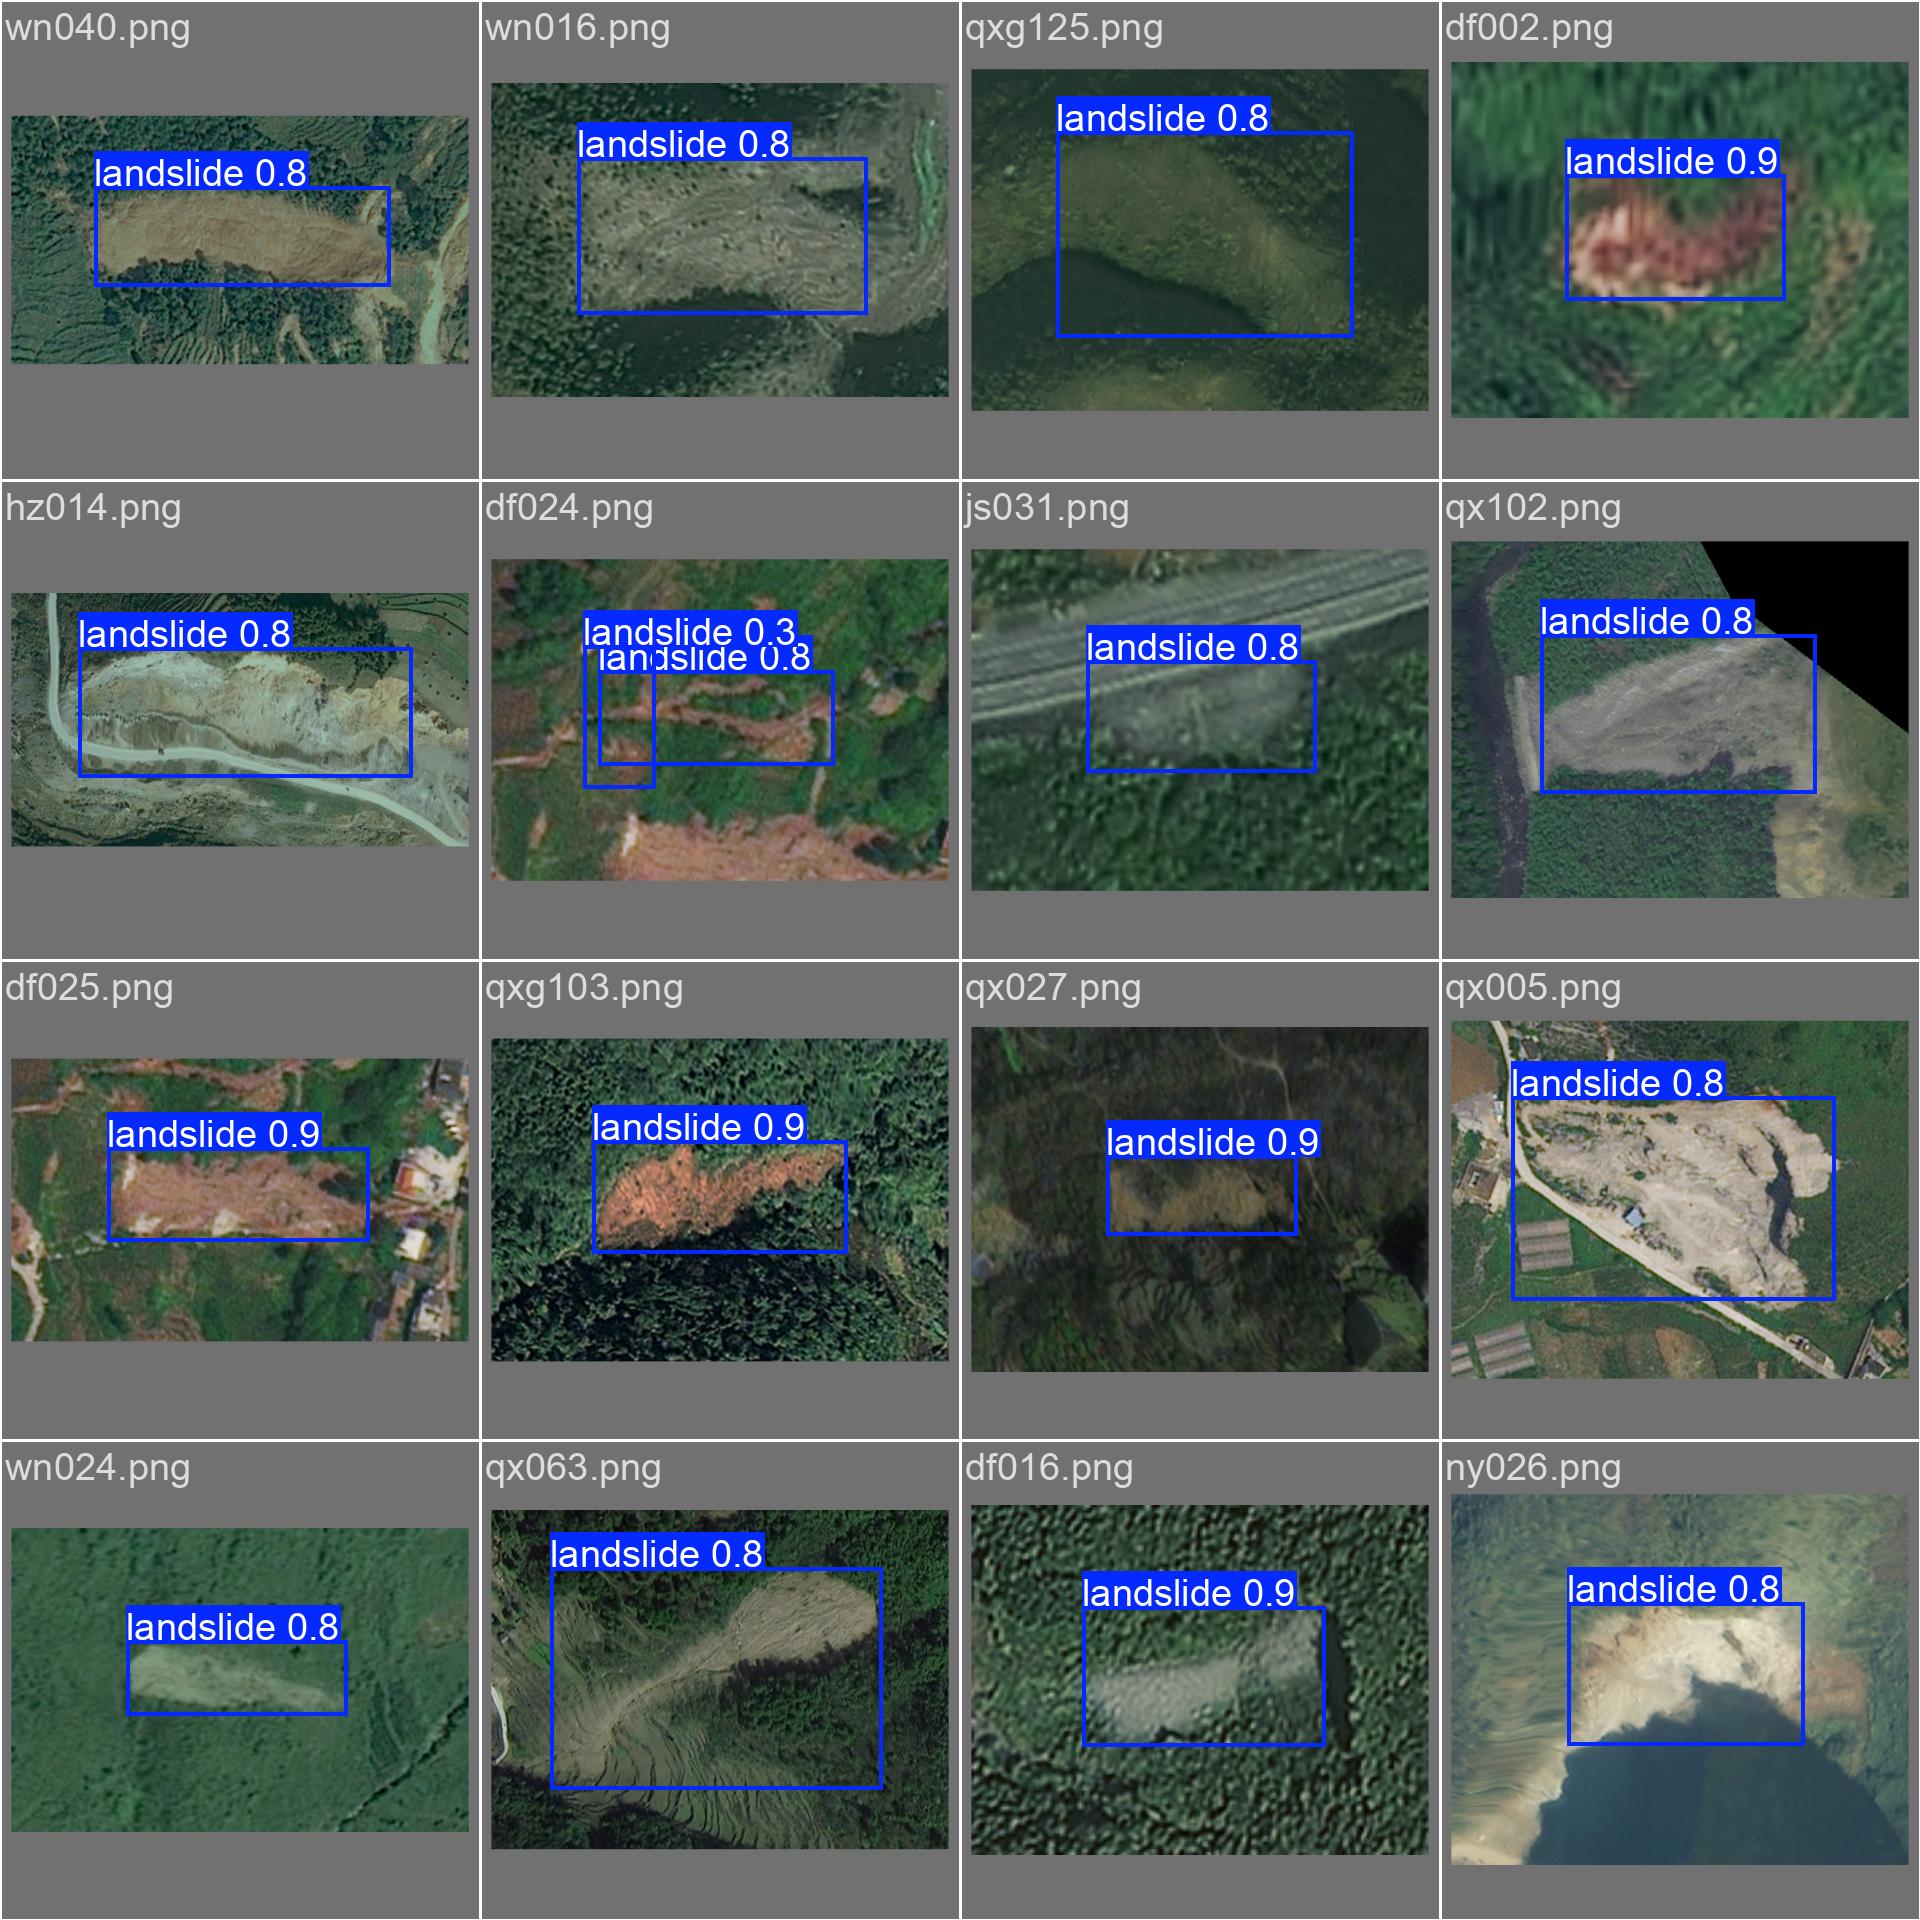 wn040.png
landslide 0.8
wn016.png
landslide 0.8
qxg125.png
landslide 0.8
df002.png
landslide 0.9
hz014.png
landslide 0.8
df024.png
landslide 0.3
landslide 0.8
js031.png
landslide 0.8
qx102.png
landslide 0.8
df025.png
landslide 0.9
qxg103.png
landslide 0.9
qx027.png
landslide 0.9
qx005.png
landslide 0.8
wn024.png
landslide 0.8
qx063.png
landslide 0.8
df016.png
landslide 0.9
ny026.png
landslide 0.8